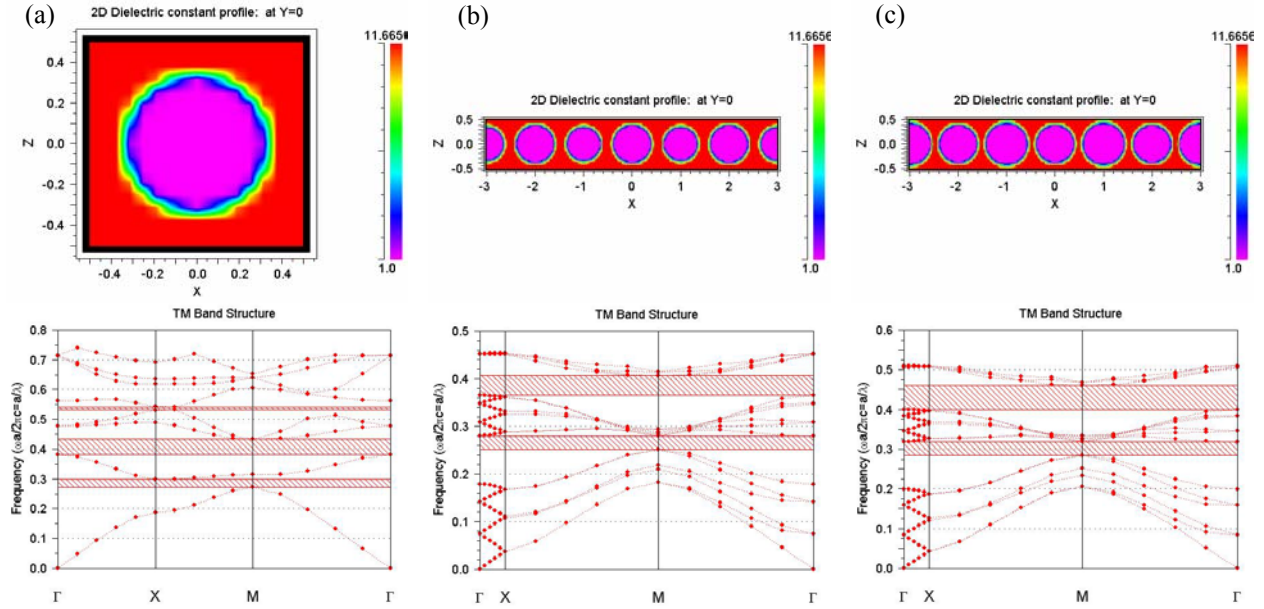 (a)
2D Dielectric constant profile: at Y=0
11.6656
0.4
0.2
0.0
-0.2
-0.4
Z
-0.4 -0.2 0.0 0.2 0.4
X
1.0
(b)
11.6656
2D Dielectric constant profile: at Y=0
0.5
0.0
-0.5
Z
-3 -2 -1 0 1 2 3
X
1.0
(c)
11.6656
2D Dielectric constant profile: at Y=0
0.5
0.0
-0.5
Z
-3 -2 -1 0 1 2 3
X
1.0
TM Band Structure
Frequency (ωa/2πc=a/λ)
0.8
0.7
0.6
0.5
0.4
0.3
0.2
0.1
0.0
Γ X M Γ
TM Band Structure
Frequency (ωa/2πc=a/λ)
0.5
0.4
0.3
0.2
0.1
0.0
Γ X M Γ
TM Band Structure
Frequency (ωa/2πc=a/λ)
0.6
0.5
0.4
0.3
0.2
0.1
0.0
Γ X M Γ